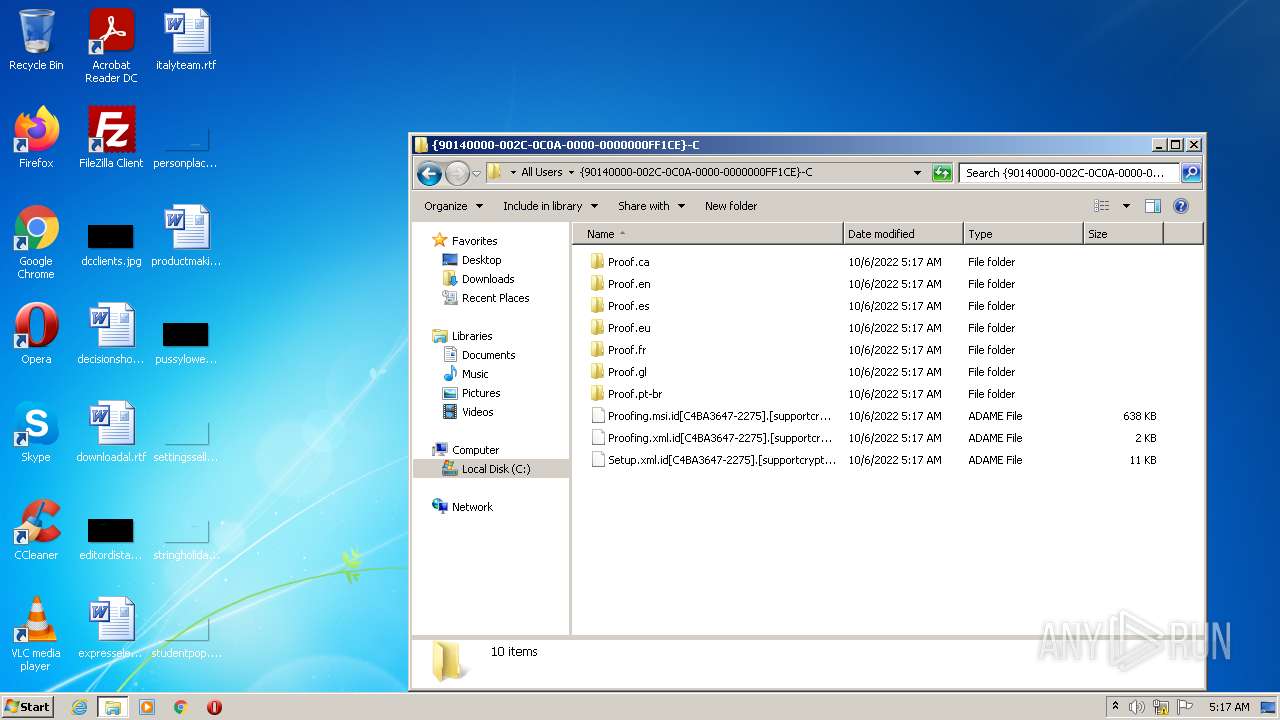 Recycle Bin
Acrobat
Reader DC
italyteam.rtf
Firefox
FileZilla Client
personplac...
Google
Chrome
dcclients.jpg
productmaki...
Opera
decisionsho...
pussylowe...
Skype
downloadal.rtf
settingssell...
CCleaner
editordista...
stringholida...
VLC media
player
expressele...
studentpop....
{90140000-002C-0C0A-0000-0000000FF1CE}-C
All Users
{90140000-002C-0C0A-0000-0000000FF1CE}-C
Search {90140000-002C-0C0A-0000-0...
Organize
Include in library
Share with
New folder
Favorites
Desktop
Downloads
Recent Places
Libraries
Documents
Music
Pictures
Videos
Computer
Local Disk (C:)
Network
Name
Date modified
Type
Size
Proof.ca 10/6/2022 5:17 AM File folder
Proof.en 10/6/2022 5:17 AM File folder
Proof.es 10/6/2022 5:17 AM File folder
Proof.eu 10/6/2022 5:17 AM File folder
Proof.fr 10/6/2022 5:17 AM File folder
Proof.gl 10/6/2022 5:17 AM File folder
Proof.pt-br 10/6/2022 5:17 AM File folder
Proofing.msi.id[C4BA3647-2275].[supportcr... 10/6/2022 5:17 AM ADAME File 638 KB
Proofing.xml.id[C4BA3647-2275].[supportcr... 10/6/2022 5:17 AM ADAME File 2 KB
Setup.xml.id[C4BA3647-2275].[supportcrypt... 10/6/2022 5:17 AM ADAME File 11 KB
10 items
ANY RUN
Start
5:17 AM